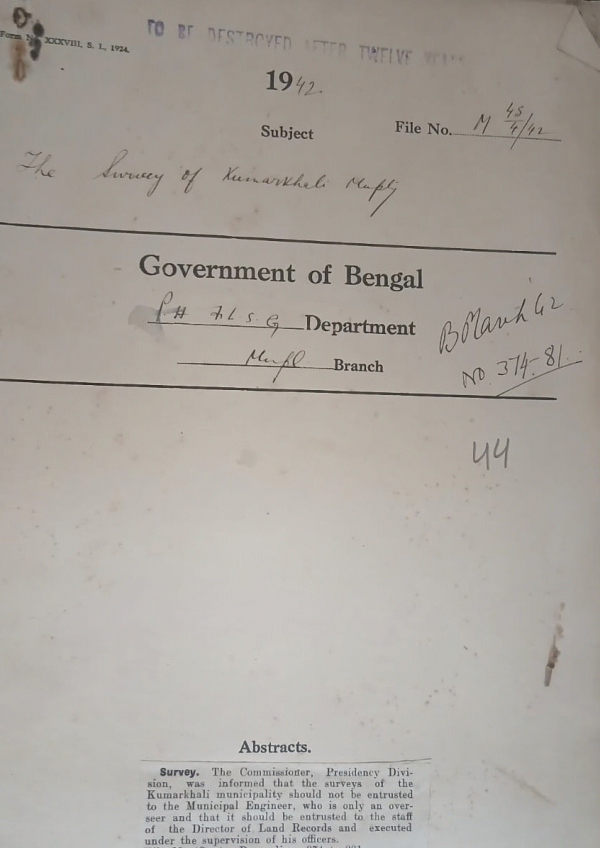 TO BE DESTROYED AFTER TWELVE YEARS
Form No. XXXVIII, S. I., 1924.
1942.
Subject
File No. M 45/4/42
The Survey of Kumarkhali Mupty
Government of Bengal
P H & L S. G Department
Mupl Branch
B March 42
No 374-81.
44
Abstracts.
Survey. The Commissioner, Presidency Divi-
sion, was informed that the surveys of the
Kumarkhali municipality should not be entrusted
to the Municipal Engineer, who is only an over-
seer and that it should be entrusted to the staff
of the Director of Land Records and executed
under the supervision of his officers.